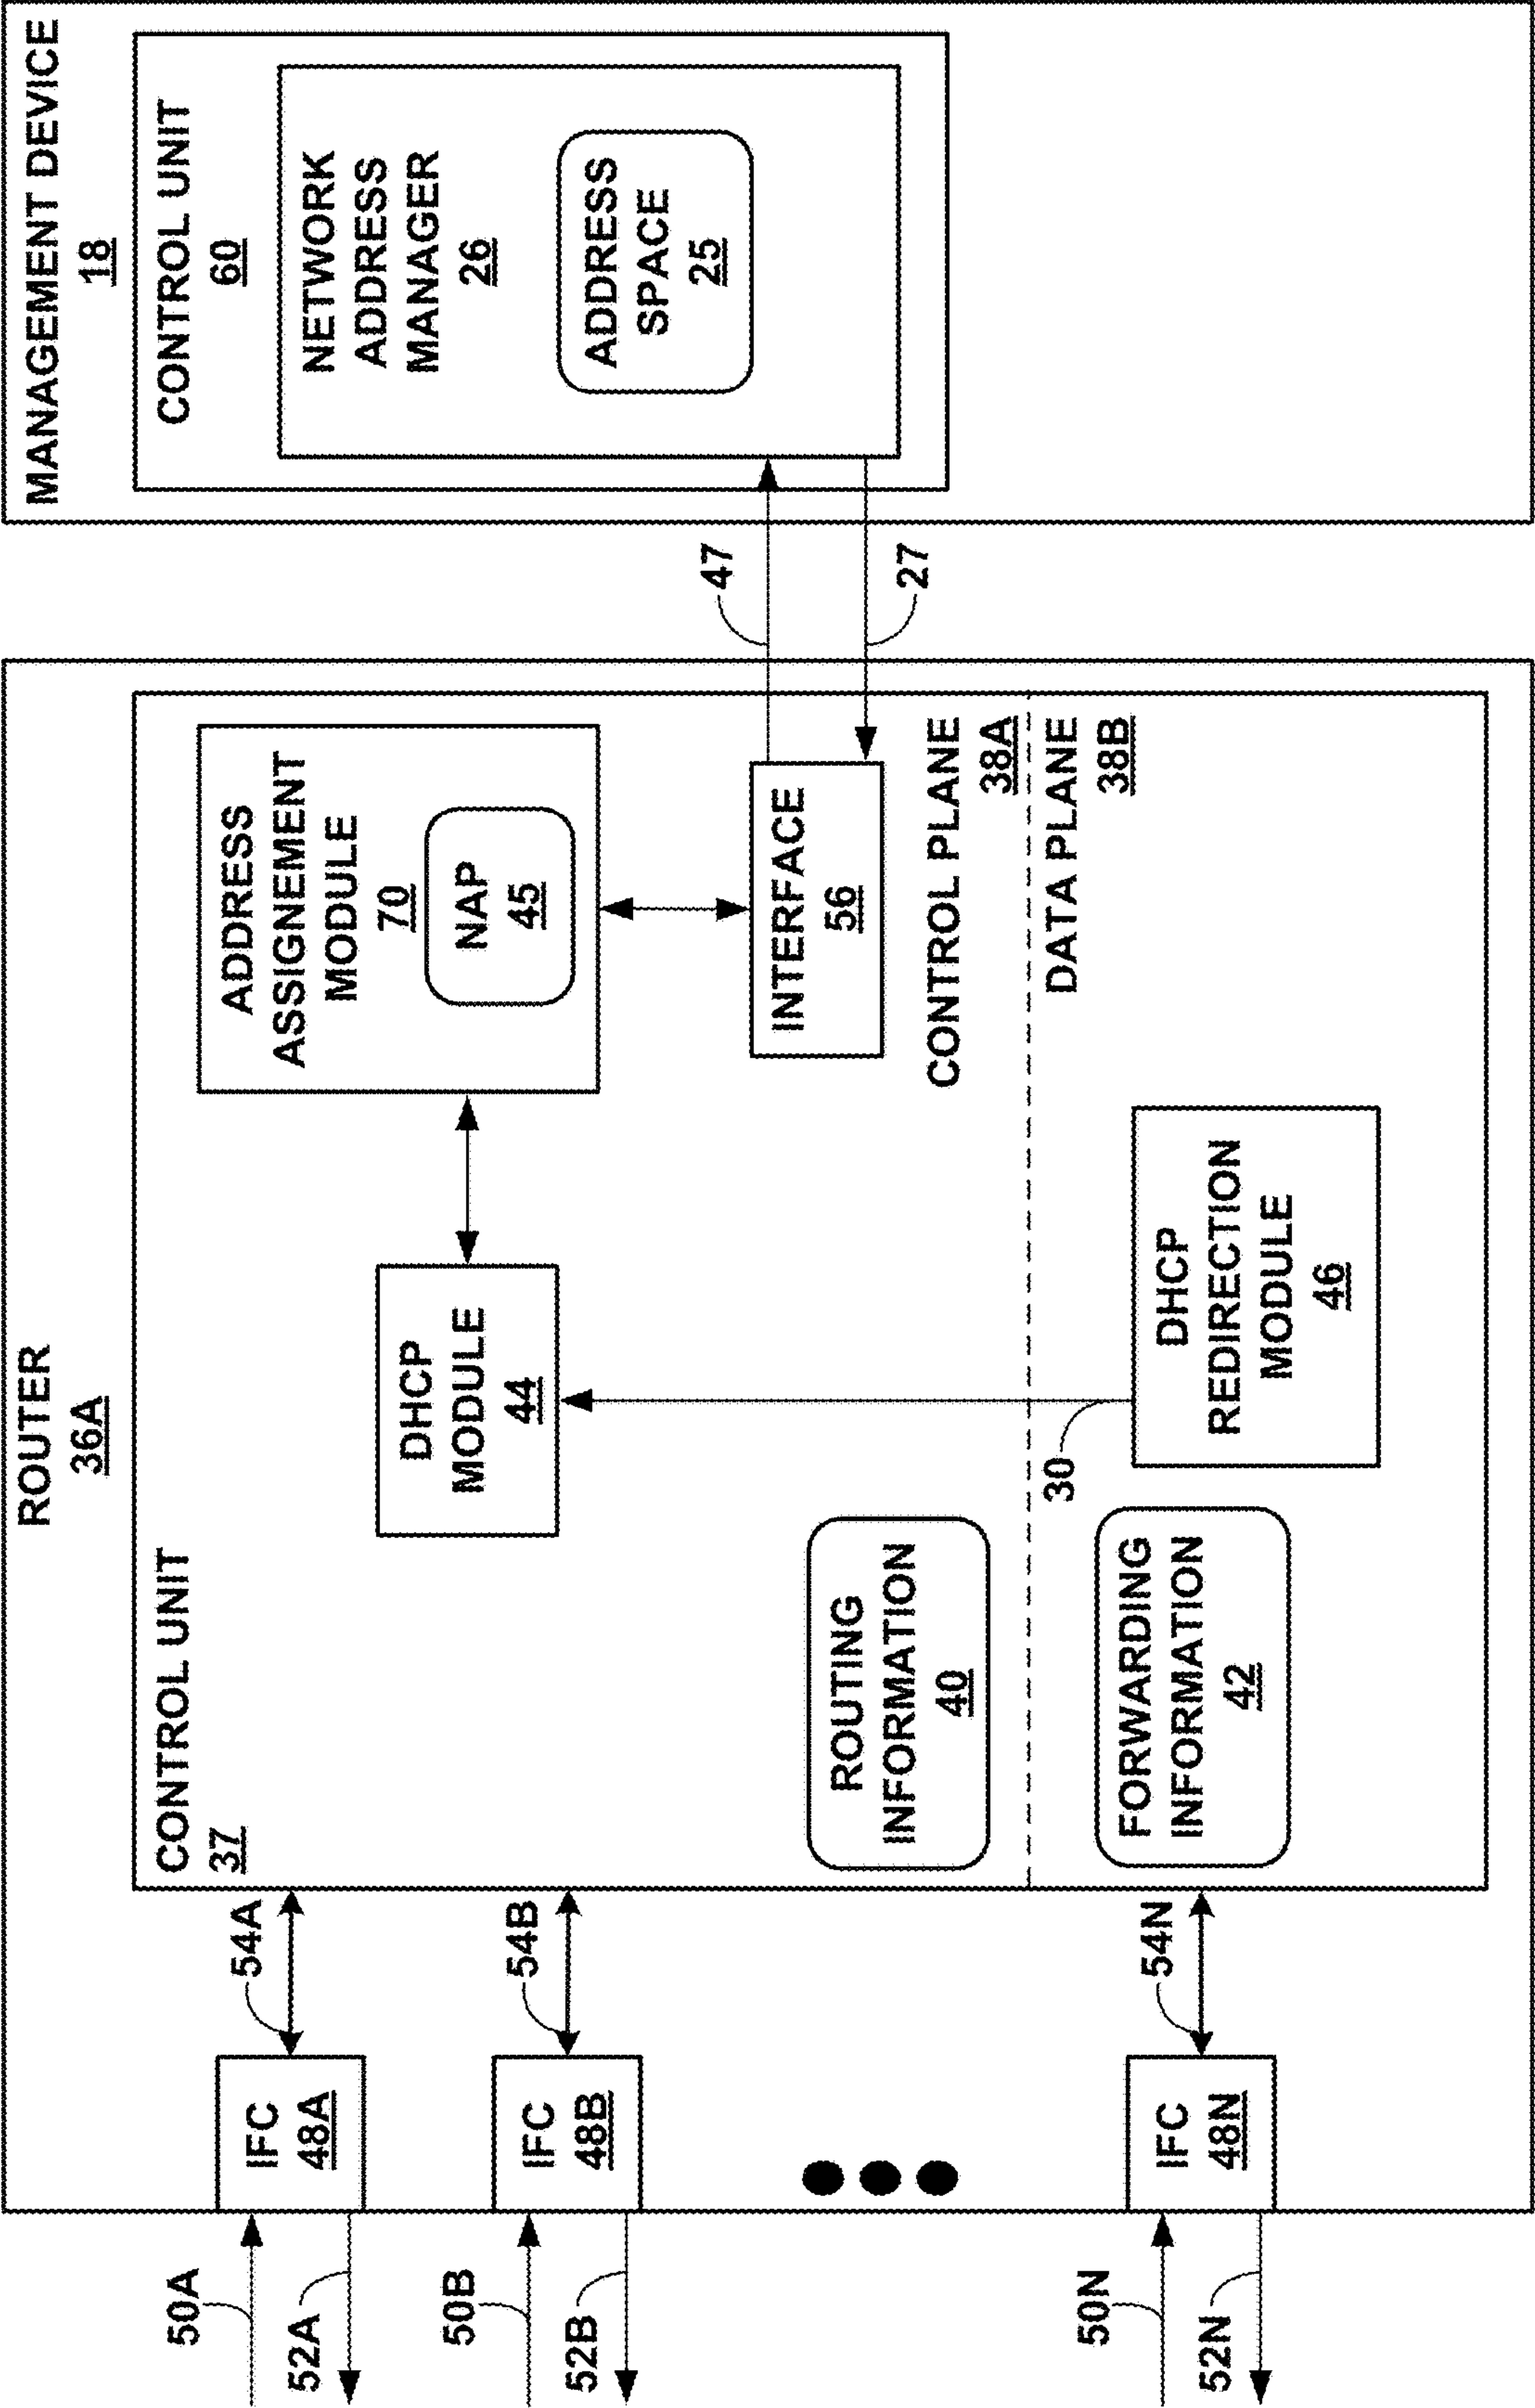 ROUTER
36A
CONTROL UNIT
37
DHCP
MODULE
44
ADDRESS
ASSIGNEMENT
MODULE
70
NAP
45
INTERFACE
56
ROUTING
INFORMATION
40
CONTROL PLANE
38A
DATA PLANE
38B
30
FORWARDING
INFORMATION
42
DHCP
REDIRECTION
MODULE
46
54A
54B
54N
IFC
48A
IFC
48B
IFC
48N
50A
52A
50B
52B
50N
52N
47
27
MANAGEMENT DEVICE
18
CONTROL UNIT
60
NETWORK
ADDRESS
MANAGER
26
ADDRESS
SPACE
25